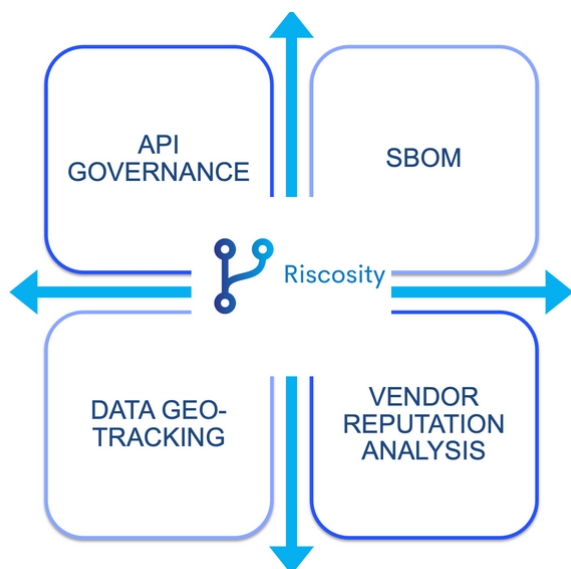 API
GOVERNANCE
SBOM
Riscosity
DATA GEO-
TRACKING
VENDOR
REPUTATION
ANALYSIS